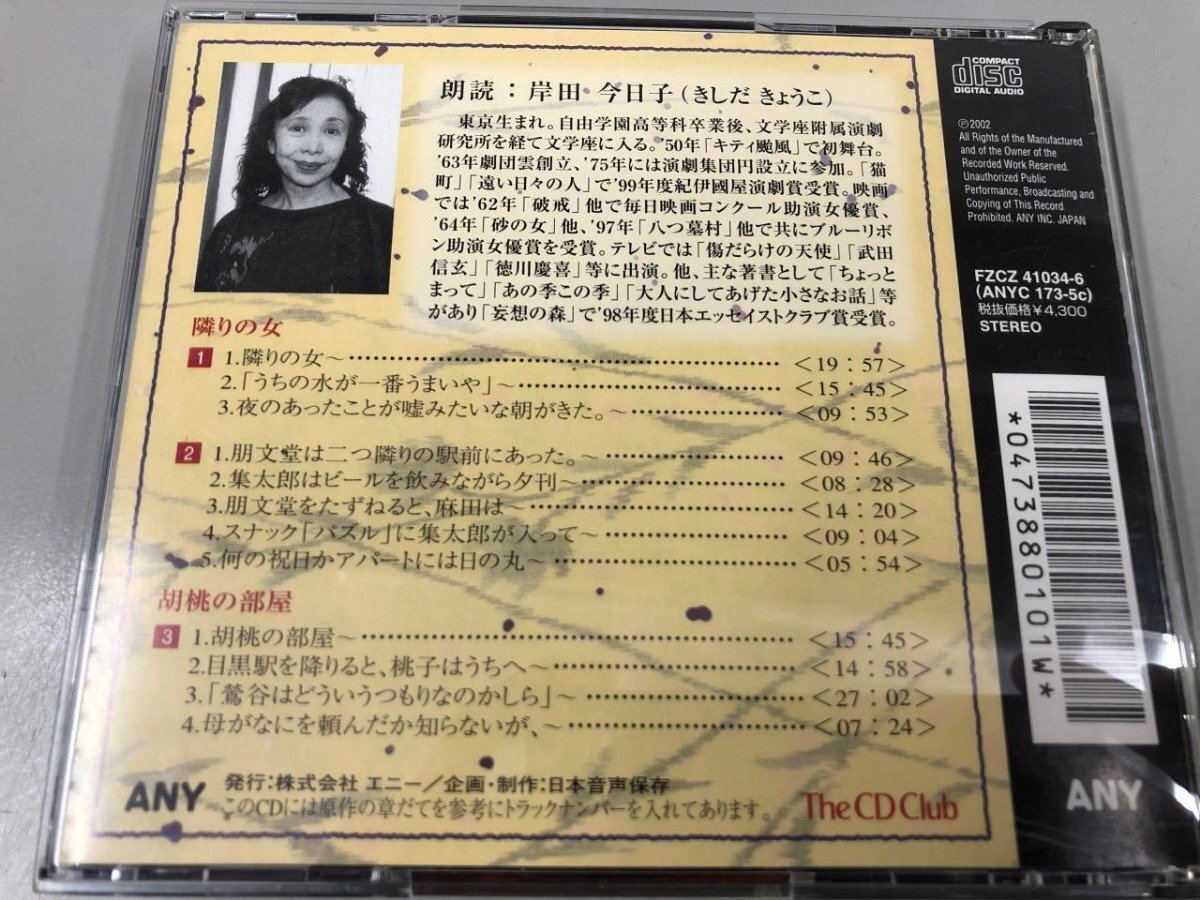 朗読：岸田 今日子（きしだ きょうこ）
東京生まれ。自由学園高等科卒業後、文学座附属演劇
研究所を経て文学座に入る。'50年「キティ颱風」で初舞台。
'63年劇団雲創立、'75年には演劇集団円設立に参加。「猫
町」「遠い日々の人」で'99年度紀伊國屋演劇賞受賞。映画
では'62年「破戒」他で毎日映画コンクール助演女優賞、
'64年「砂の女」他、'97年「八つ墓村」他で共にブルーリボ
ン助演女優賞を受賞。テレビでは「傷だらけの天使」「武田
信玄」「徳川慶喜」等に出演。他、主な著書として「ちょっと
まって」「あの季この季」「大人にしてあげた小さなお話」等
があり「妄想の森」で'98年度日本エッセイストクラブ賞受賞。
隣りの女
1 1.隣りの女〜 <19：57>
2.「うちの水が一番うまいや」〜 <15：45>
3.夜のあったことが嘘みたいな朝がきた。〜 <09：53>
2 1.朋文堂は二つ隣りの駅前にあった。〜 <09：46>
2.集太郎はビールを飲みながら夕刊〜 <08：28>
3.朋文堂をたずねると、麻田は〜 <14：20>
4.スナック「パズル」に集太郎が入って〜 <09：04>
5.何の祝日かアパートには日の丸〜 <05：54>
胡桃の部屋
3 1.胡桃の部屋〜 <15：45>
2.目黒駅を降りると、桃子はうちへ〜 <14：58>
3.「鶯谷はどういうつもりなのかしら」〜 <27：02>
4.母がなにを頼んだか知らないが、〜 <07：24>
ANY 発行：株式会社 エニー／企画・制作：日本音声保存
このCDには原作の章だてを参考にトラックナンバーを入れてあります。
The CD Club
COMPACT
disc
DIGITAL AUDIO
Ⓟ2002
All Rights of the Manufactured
and of the Owner of the
Recorded Work Reserved.
Unauthorized Public
Performance, Broadcasting and
Copying of This Record
Prohibited. ANY INC. JAPAN
FZCZ 41034-6
(ANYC 173-5c)
税抜価格￥4,300
STEREO
*0473880101W*
ANY